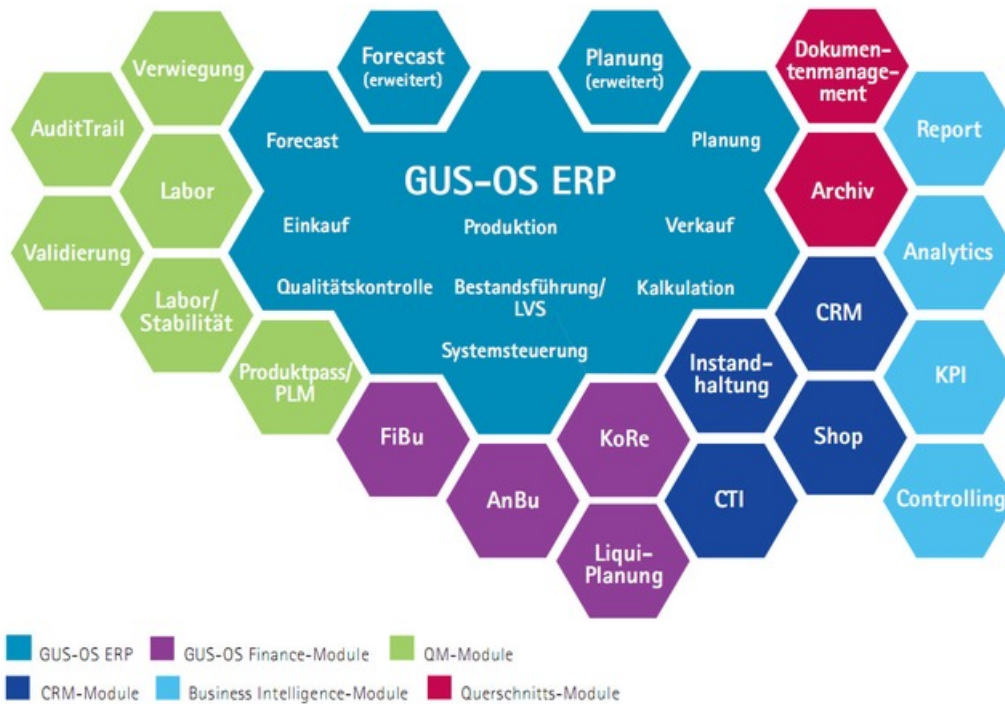 Verwiegung
Forecast
(erweitert)
Planung
(erweitert)
Dokumen-
tenmanage-
ment
AuditTrail
Forecast
Planung
Report
Labor
GUS-OS ERP
Archiv
Einkauf
Produktion
Verkauf
Validierung
Analytics
Labor/
Stabilität
Qualitätskontrolle
Bestandsführung/
LVS
Kalkulation
CRM
Systemsteuerung
Produktpass/
PLM
Instand-
haltung
KPI
FiBu
KoRe
Shop
AnBu
CTI
Controlling
Liqui-
Planung
GUS-OS ERP
GUS-OS Finance-Module
QM-Module
CRM-Module
Business Intelligence-Module
Querschnitts-Module